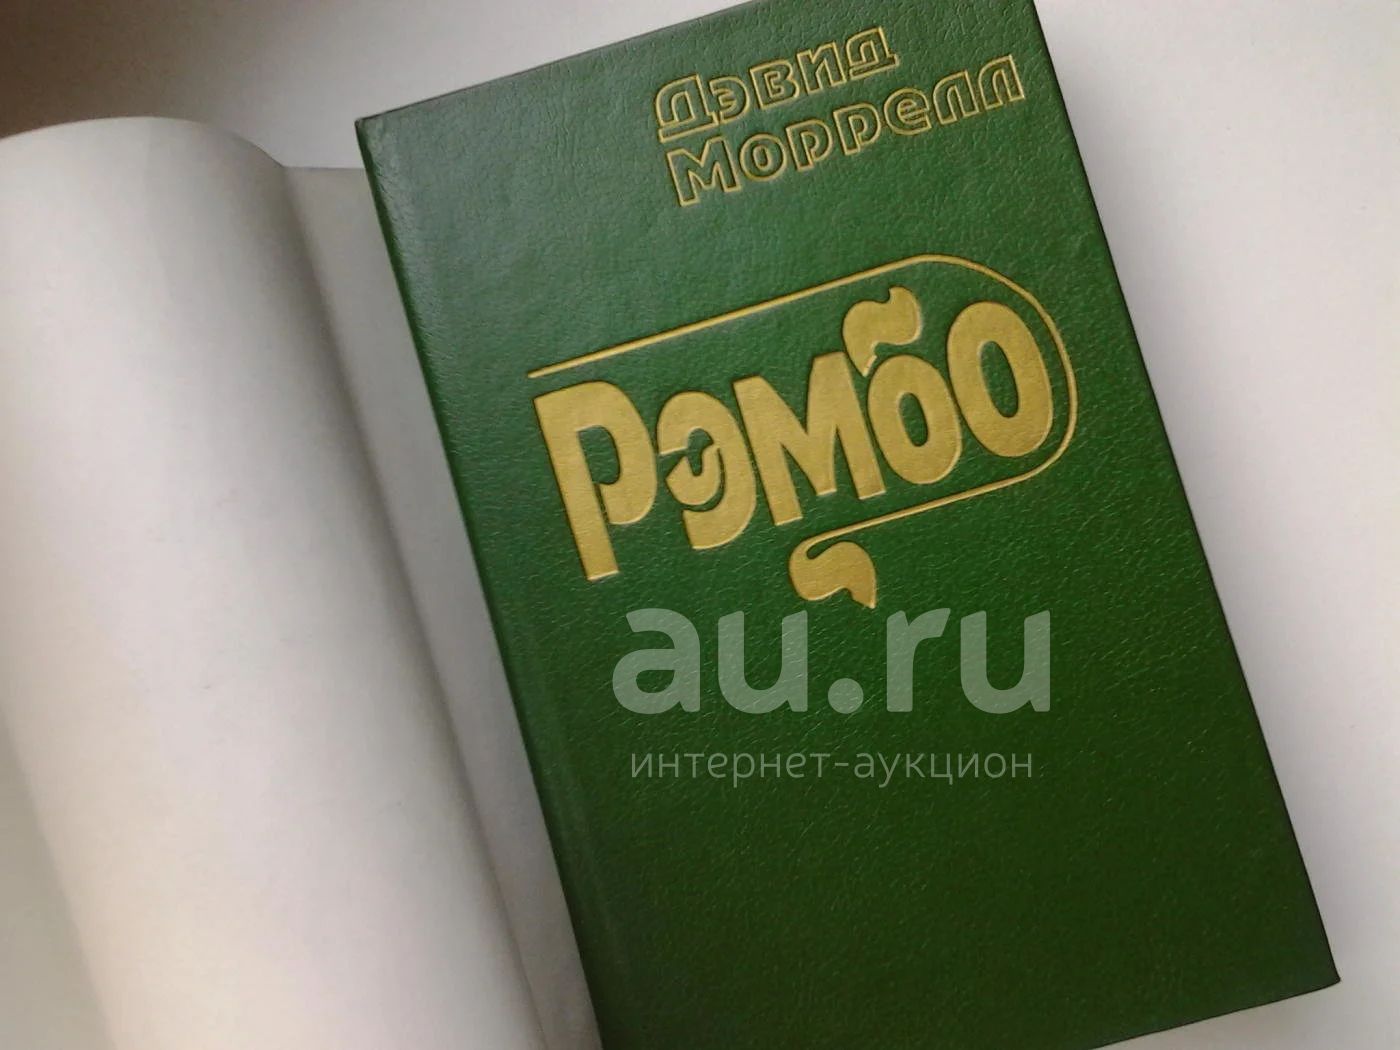 Дэвид
Моррелл
Рэмбо
au.ru
интернет-аукцион